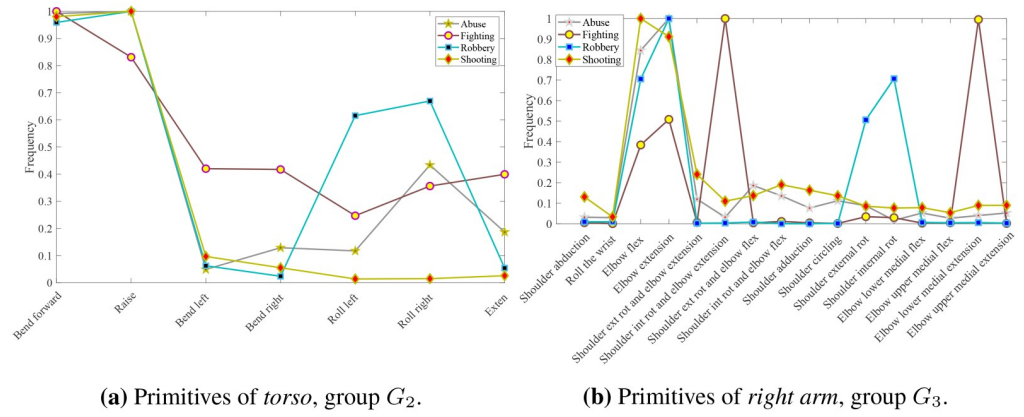 1
0.9
0.8
0.7
0.6
0.5
0.4
0.3
0.2
0.1
0
Frequency
Abuse
Fighting
Robbery
Shooting
Bend forward
Raise
Bend left
Bend right
Roll left
Roll right
Exten
(a) Primitives of torso, group G2.
1
0.9
0.8
0.7
0.6
0.5
0.4
0.3
0.2
0.1
0
Frequency
Abuse
Fighting
Robbery
Shooting
Shoulder abduction
Roll the wrist
Elbow flex
Elbow extension
Shoulder ext rot and elbow extension
Shoulder int rot and elbow extension
Shoulder ext rot and elbow flex
Shoulder int rot and elbow flex
Shoulder adduction
Shoulder circling
Shoulder external rot
Shoulder internal rot
Elbow lower medial flex
Elbow upper medial flex
Elbow lower medial extension
Elbow upper medial extension
(b) Primitives of right arm, group G3.